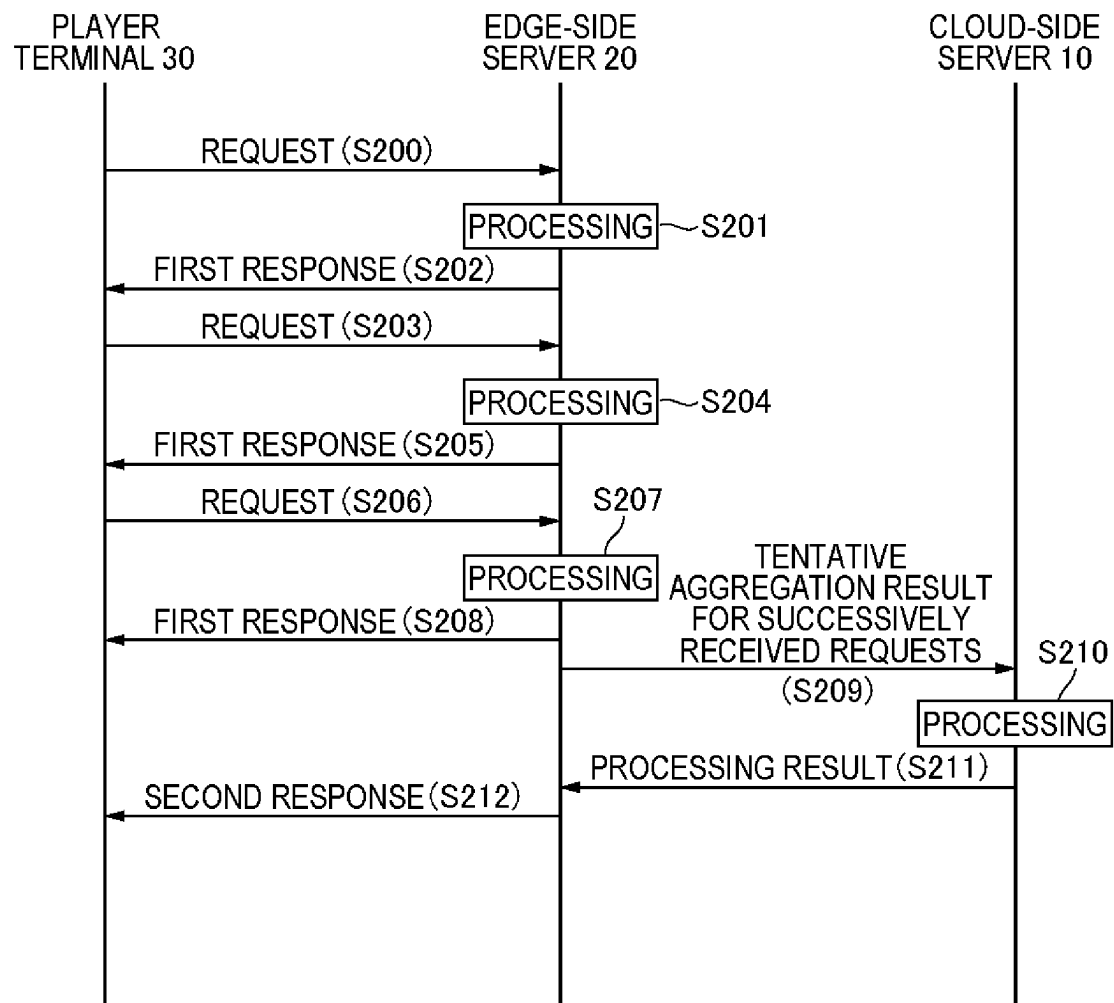 PLAYER
TERMINAL 30
EDGE-SIDE
SERVER 20
CLOUD-SIDE
SERVER 10
REQUEST (S200)
PROCESSING
S201
FIRST RESPONSE (S202)
REQUEST (S203)
PROCESSING
S204
FIRST RESPONSE (S205)
REQUEST (S206)
S207
PROCESSING
FIRST RESPONSE (S208)
TENTATIVE
AGGREGATION RESULT
FOR SUCCESSIVELY
RECEIVED REQUESTS
(S209)
S210
PROCESSING
PROCESSING RESULT (S211)
SECOND RESPONSE (S212)